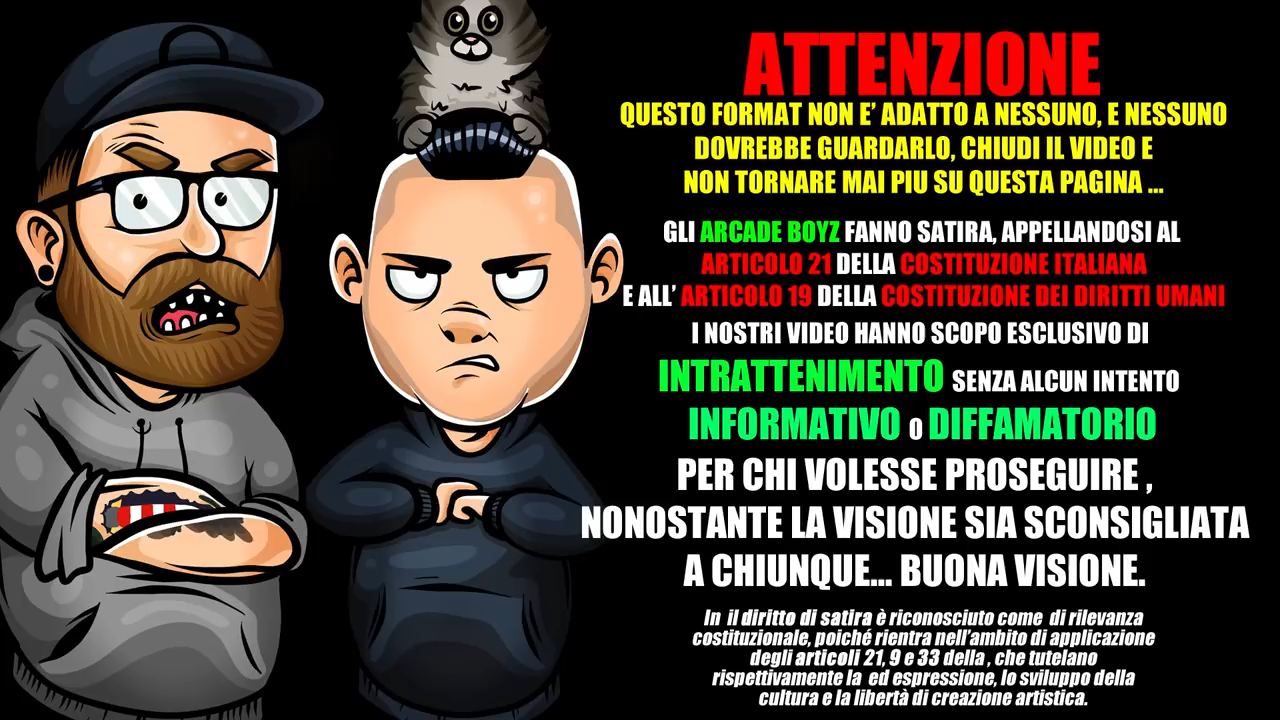 ATTENZIONE
QUESTO FORMAT NON E' ADATTO A NESSUNO, E NESSUNO
DOVREBBE GUARDARLO, CHIUDI IL VIDEO E
NON TORNARE MAI PIU SU QUESTA PAGINA ...
GLI ARCADE BOYZ FANNO SATIRA, APPELLANDOSI AL
ARTICOLO 21 DELLA COSTITUZIONE ITALIANA
E ALL' ARTICOLO 19 DELLA COSTITUZIONE DEI DIRITTI UMANI
I NOSTRI VIDEO HANNO SCOPO ESCLUSIVO DI
INTRATTENIMENTO SENZA ALCUN INTENTO
INFORMATIVO O DIFFAMATORIO
PER CHI VOLESSE PROSEGUIRE ,
NONOSTANTE LA VISIONE SIA SCONSIGLIATA
A CHIUNQUE... BUONA VISIONE.
In il diritto di satira è riconosciuto come di rilevanza
costituzionale, poiché rientra nell'ambito di applicazione
degli articoli 21, 9 e 33 della , che tutelano
rispettivamente la ed espressione, lo sviluppo della
cultura e la libertà di creazione artistica.